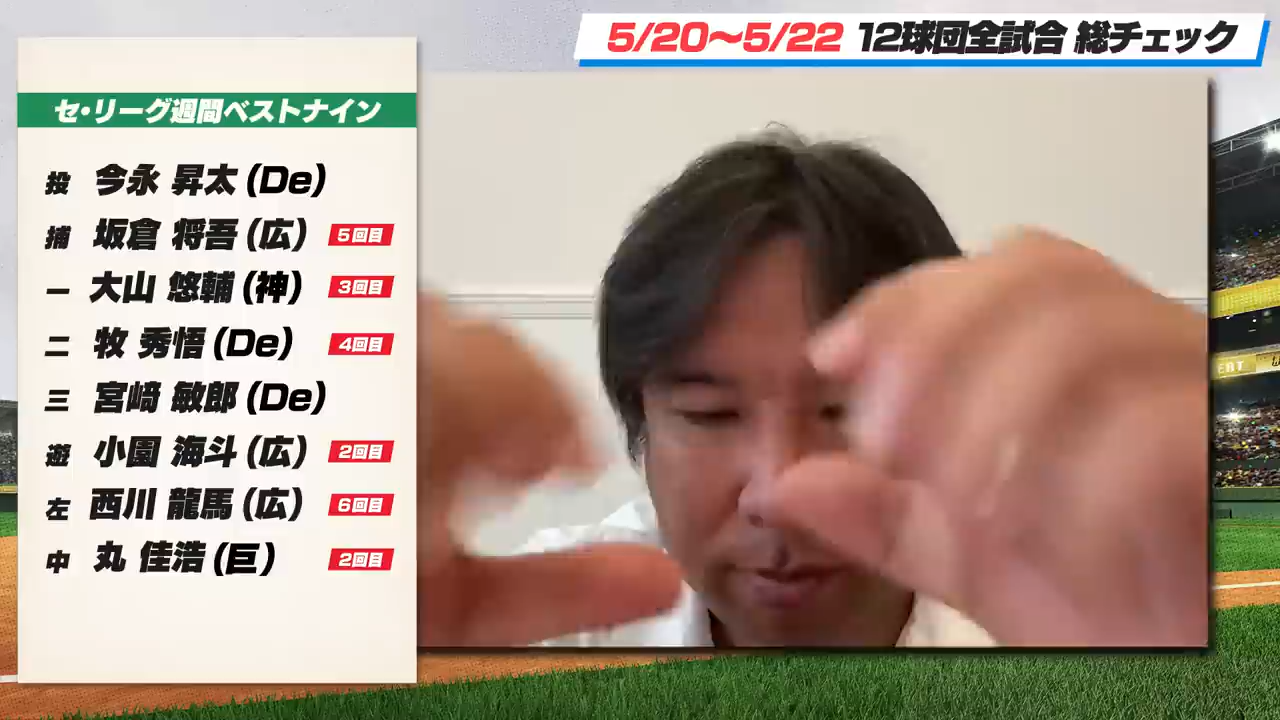 5/20～5/22 12球団全試合 総チェック
セ・リーグ週間ベストナイン
投 今永 昇太(De)
捕 坂倉 将吾(広) 5回目
一 大山 悠輔(神) 3回目
二 牧 秀悟(De) 4回目
三 宮﨑 敏郎(De)
遊 小園 海斗(広) 2回目
左 西川 龍馬(広) 6回目
中 丸 佳浩(巨) 2回目